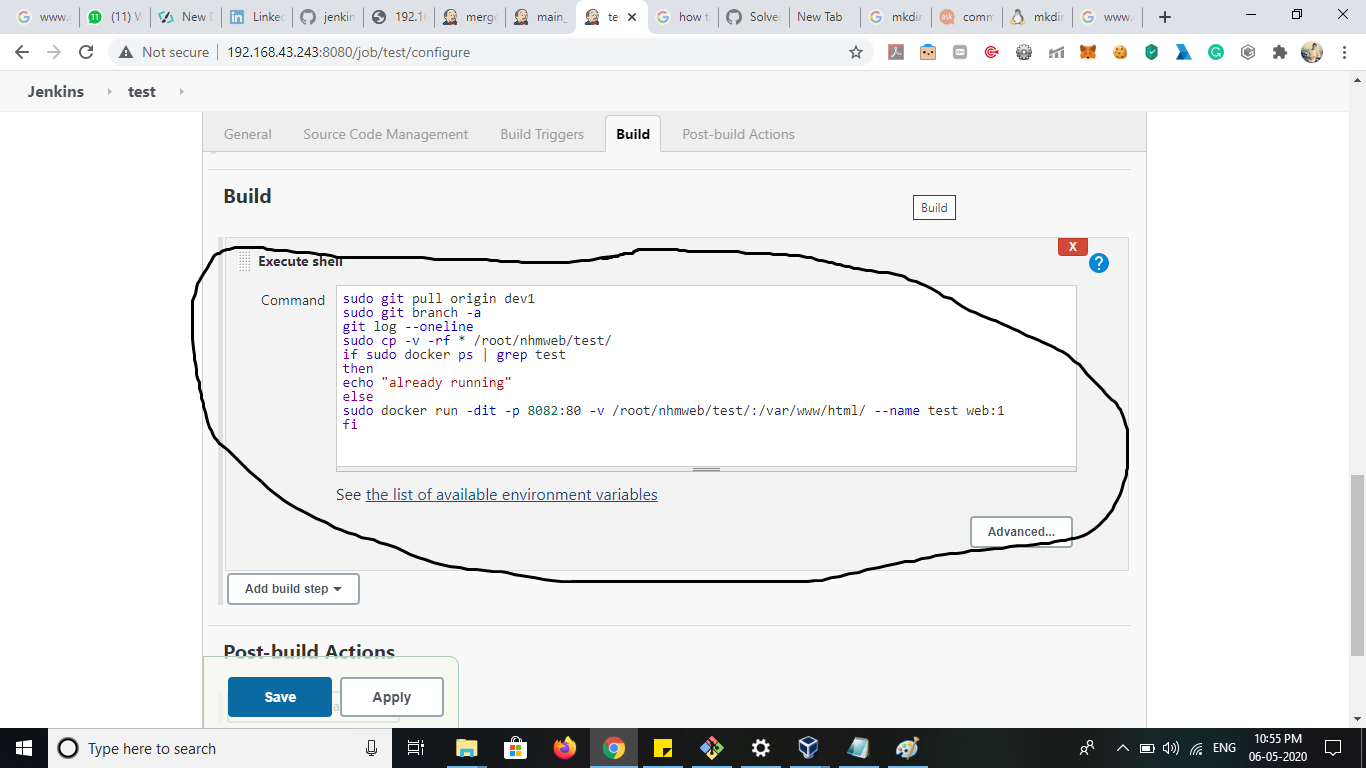 www.
(11) W
New D
Linked
jenkin
192.1
merge
main_
te
how t
Solve
New Tab
mkdir
ask
comm
mkdir
www.
Not secure
192.168.43.243:8080/job/test/configure
Jenkins
test
General
Source Code Management
Build Triggers
Build
Post-build Actions
Build
Build
X
Execute shell
?
Command
sudo git pull origin dev1
sudo git branch -a
git log --oneline
sudo cp -v -rf * /root/nhmweb/test/
if sudo docker ps | grep test
then
echo "already running"
else
sudo docker run -dit -p 8082:80 -v /root/nhmweb/test/:/var/www/html/ --name test web:1
fi
See the list of available environment variables
Advanced...
Add build step
Post-build Actions
Save
Apply
Type here to search
ENG
10:55 PM
06-05-2020